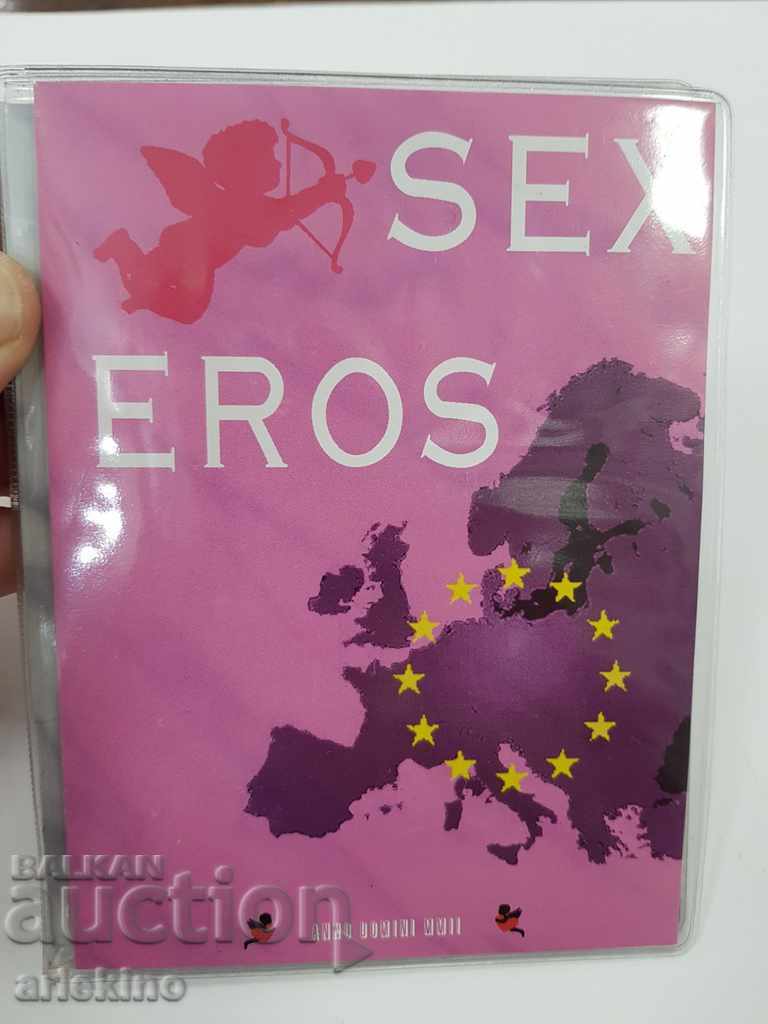 SEX
EROS
BALKAN
auction
ANNO DOMINI MMII
arlekino